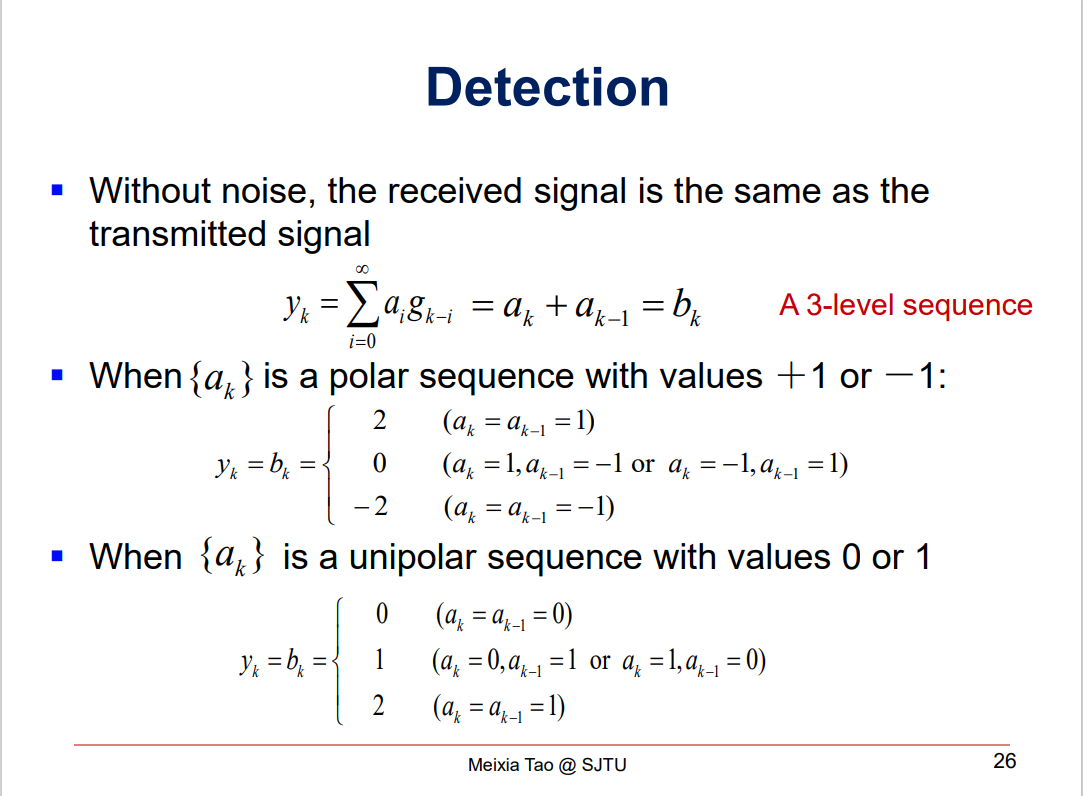 Detection
▪ Without noise, the received signal is the same as the
transmitted signal
$y_k = \sum_{i=0}^{\infty} a_i g_{k-i} = a_k + a_{k-1} = b_k$ A 3-level sequence
▪ When $\{a_k\}$ is a polar sequence with values +1 or -1:
$y_k = b_k = \begin{cases} 2 & (a_k = a_{k-1} = 1) \\ 0 & (a_k = 1, a_{k-1} = -1 \text{ or } a_k = -1, a_{k-1} = 1) \\ -2 & (a_k = a_{k-1} = -1) \end{cases}$
▪ When $\{a_k\}$ is a unipolar sequence with values 0 or 1
$y_k = b_k = \begin{cases} 0 & (a_k = a_{k-1} = 0) \\ 1 & (a_k = 0, a_{k-1} = 1 \text{ or } a_k = 1, a_{k-1} = 0) \\ 2 & (a_k = a_{k-1} = 1) \end{cases}$
Meixia Tao @ SJTU
26